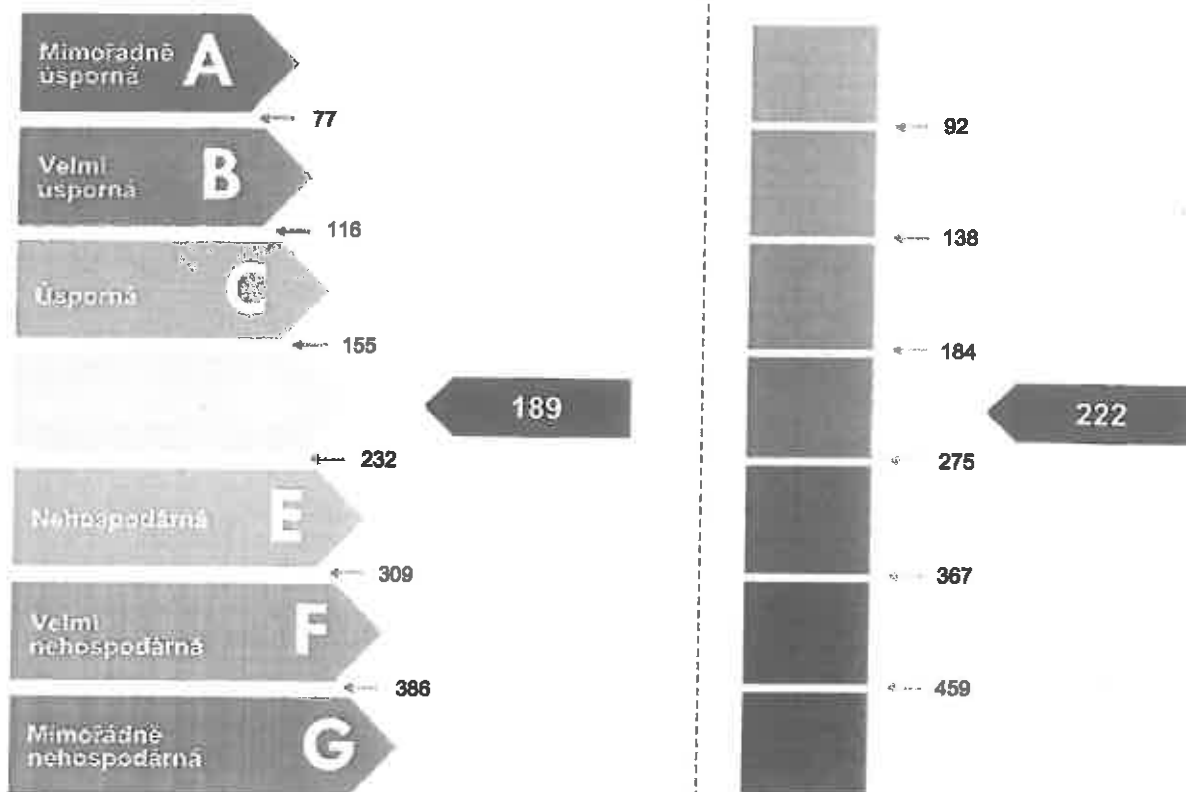 Mimořádně
úsporná
A
77
Velmi
úsporná
B
116
Úsporná
C
155
189
232
Nehospodárná
E
309
Velmi
nehospodárná
F
386
Mimořádně
nehospodárná
G
92
138
184
222
275
367
459